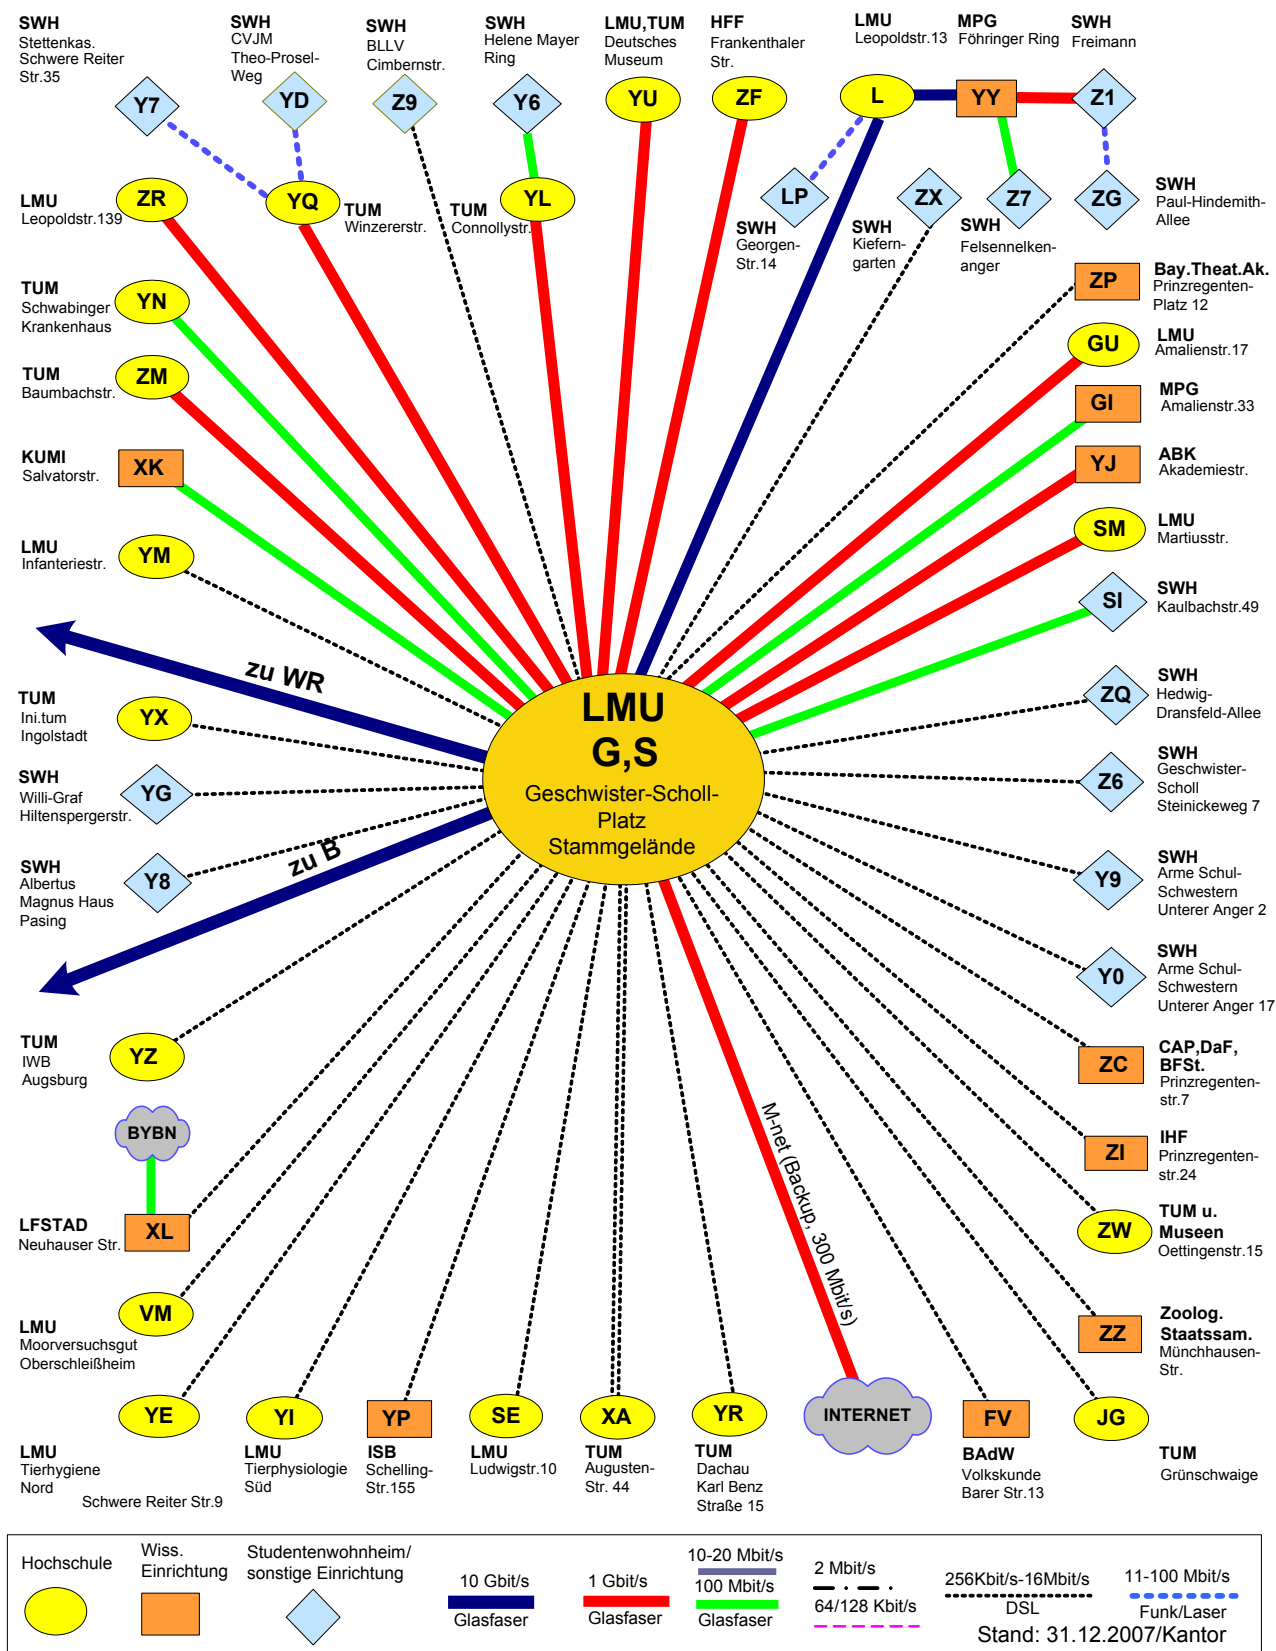 SWH
Stettenkas.
Schwere Reiter
Str.35
Y7
SWH
CVJM
Theo-Prosel-
Weg
YD
SWH
BLLV
Cimbernstr.
Z9
SWH
Helene Mayer
Ring
Y6
LMU,TUM
Deutsches
Museum
YU
HFF
Frankenthaler
Str.
ZF
LMU
Leopoldstr.13
L
MPG
Föhringer Ring
YY
SWH
Freimann
Z1
LMU
Leopoldstr.139
ZR
YQ
TUM
Winzererstr.
TUM
Connollystr.
YL
LP
SWH
Georgen-
Str.14
ZX
SWH
Kiefern-
garten
Z7
SWH
Felsennelken-
anger
ZG
SWH
Paul-Hindemith-
Allee
TUM
Schwabinger
Krankenhaus
YN
ZP
Bay.Theat.Ak.
Prinzregenten-
Platz 12
TUM
Baumbachstr.
ZM
GU
LMU
Amalienstr.17
GI
MPG
Amalienstr.33
KUMI
Salvatorstr.
XK
YJ
ABK
Akademiestr.
LMU
Infanteriestr.
YM
SM
LMU
Martiusstr.
SI
SWH
Kaulbachstr.49
zu WR
TUM
Ini.tum
Ingolstadt
YX
LMU
G,S
Geschwister-Scholl-
Platz
Stammgelände
ZQ
SWH
Hedwig-
Dransfeld-Allee
SWH
Willi-Graf
Hiltenspergerstr.
YG
Z6
SWH
Geschwister-
Scholl
Steinickeweg 7
zu B
SWH
Albertus
Magnus Haus
Pasing
Y8
Y9
SWH
Arme Schul-
Schwestern
Unterer Anger 2
Y0
SWH
Arme Schul-
Schwestern
Unterer Anger 17
TUM
IWB
Augsburg
YZ
ZC
CAP,DaF,
BFSt.
Prinzregenten-
str.7
BYBN
M-net (Backup, 300 Mbit/s)
ZI
IHF
Prinzregenten-
str.24
LFSTAD
Neuhauser Str.
XL
ZW
TUM u.
Museen
Oettingenstr.15
LMU
Moorversuchsgut
Oberschleißheim
VM
ZZ
Zoolog.
Staatssam.
Münchhausen-
Str.
YE
LMU
Tierhygiene
Nord
Schwere Reiter Str.9
YI
LMU
Tierphysiologie
Süd
YP
ISB
Schelling-
Str.155
SE
LMU
Ludwigstr.10
XA
TUM
Augusten-
Str. 44
YR
TUM
Dachau
Karl Benz
Straße 15
INTERNET
FV
BAdW
Volkskunde
Barer Str.13
JG
TUM
Grünschwaige
Hochschule
Wiss.
Einrichtung
Studentenwohnheim/
sonstige Einrichtung
10 Gbit/s
Glasfaser
1 Gbit/s
Glasfaser
10-20 Mbit/s
100 Mbit/s
Glasfaser
2 Mbit/s
64/128 Kbit/s
256Kbit/s-16Mbit/s
DSL
11-100 Mbit/s
Funk/Laser
Stand: 31.12.2007/Kantor